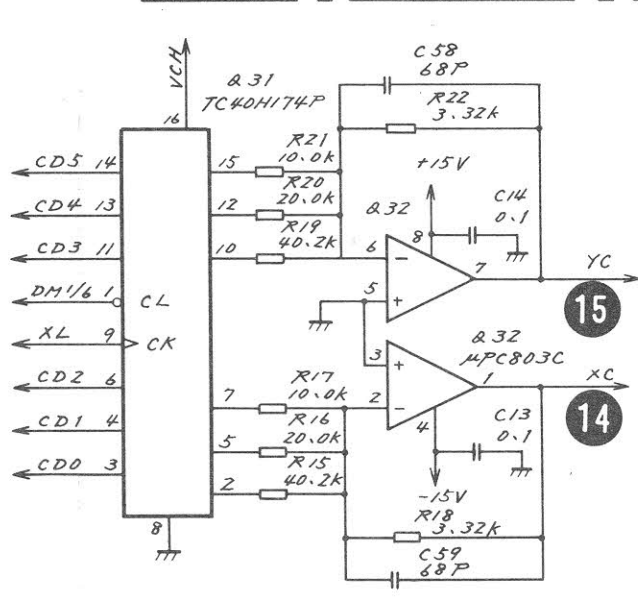 C58
68P
VCH
Q31
TC40H174P
R22
3.32k
16
R21
10.0k
+15V
CD5 14
15
R20
20.0k
C14
0.1
CD4 13
12
R19
40.2k
Q32
8
CD3 11
10
6
−
7
YC
DM1/6 1
CL
5
+
15
XL 9
CK
Q32
μPC803C
3
+
CD2 6
7
R17
10.0k
2
−
1
XC
14
CD1 4
5
R16
20.0k
4
C13
0.1
CD0 3
2
R15
40.2k
-15V
8
R18
3.32k
C59
68P